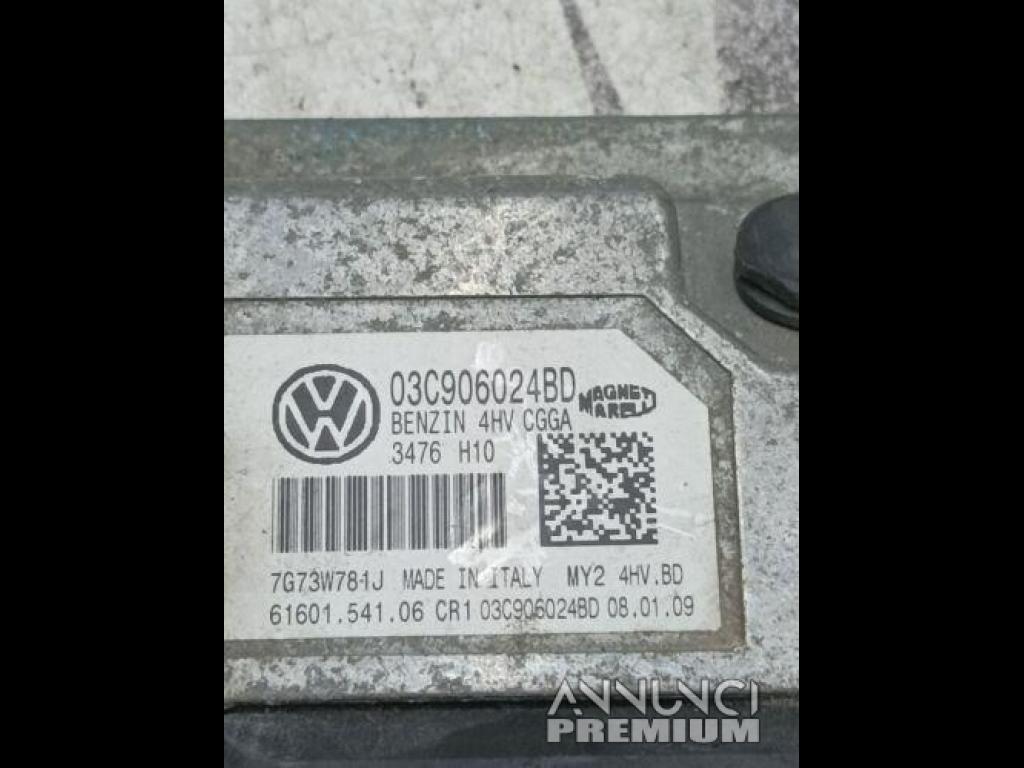 03C906024BD
MAGNETI MARELLI
BENZIN 4HV CGGA
3476 H10
7G73W781J MADE IN ITALY MY2 4HV.BD
61601.541.06 CR1 03C906024BD 08.01.09
ANNUNCI
PREMIUM